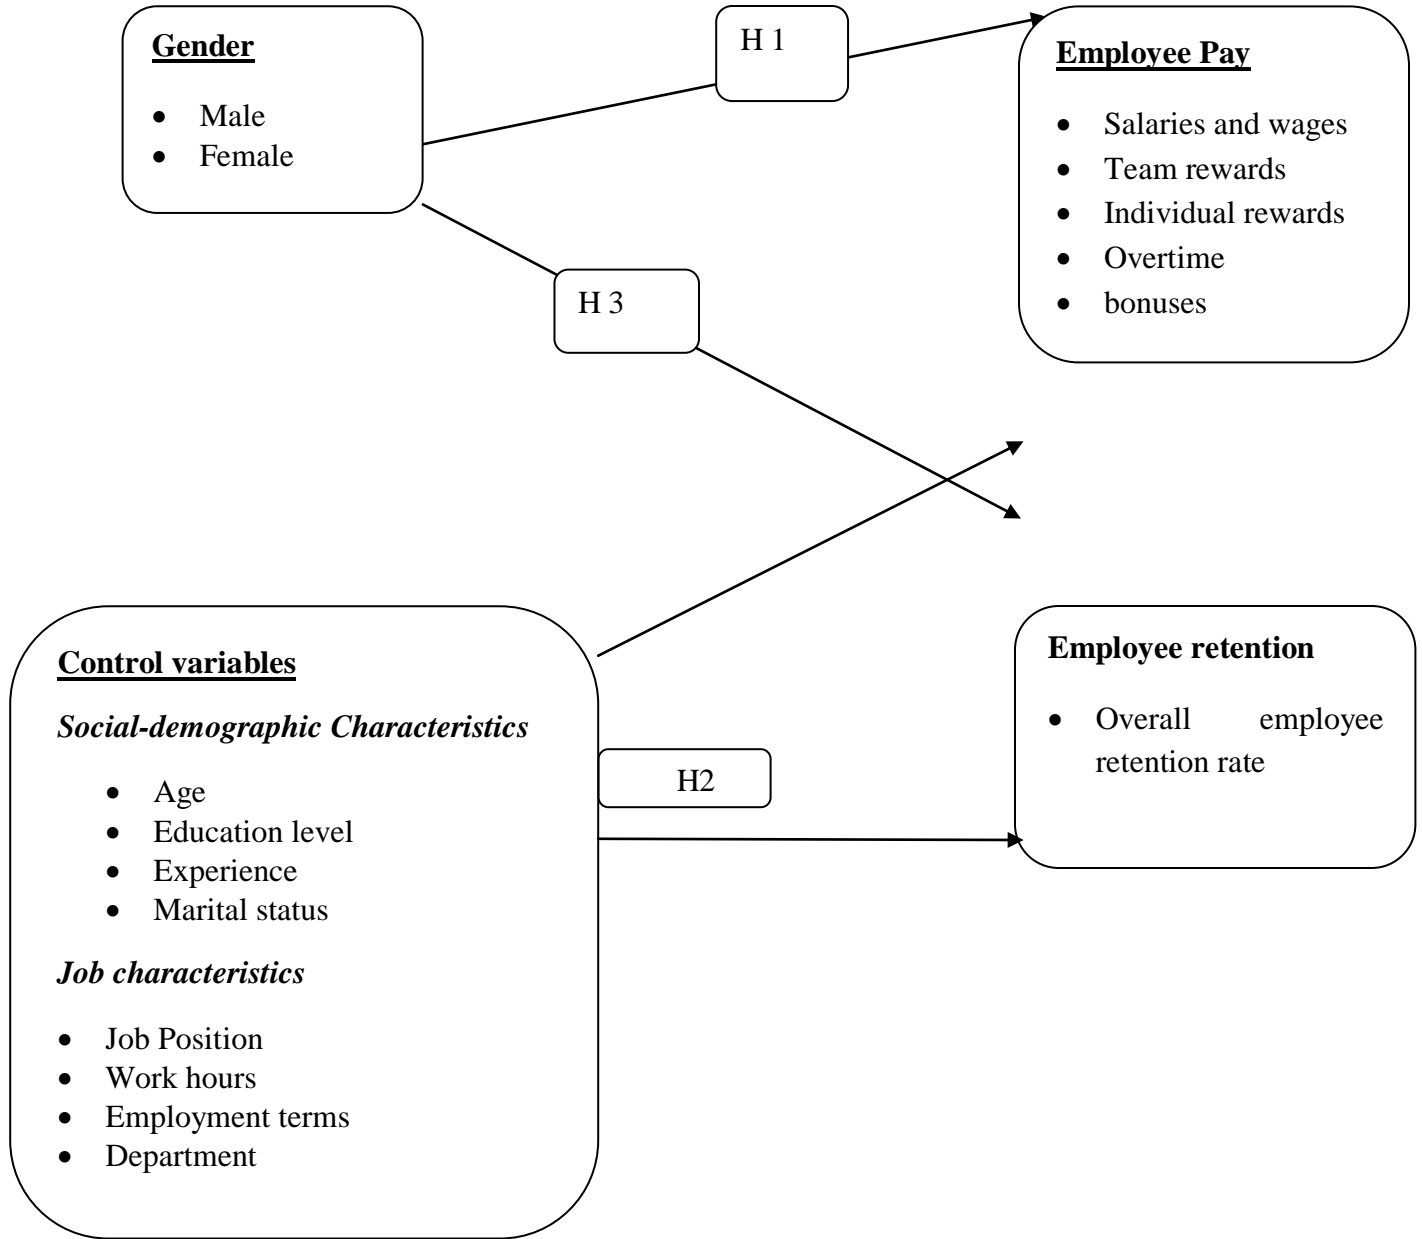 Gender
• Male
• Female
H 1
Employee Pay
• Salaries and wages
• Team rewards
• Individual rewards
• Overtime
• bonuses
H 3
Control variables
Social-demographic Characteristics
• Age
• Education level
• Experience
• Marital status
Job characteristics
• Job Position
• Work hours
• Employment terms
• Department
H2
Employee retention
• Overall employee
retention rate